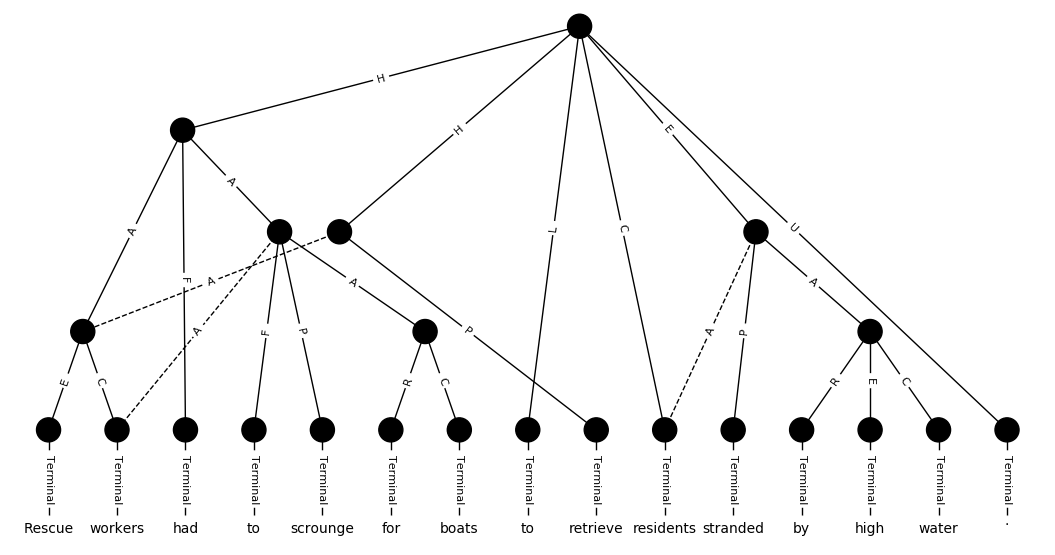 H
H
A
E
L
C
U
A
F
A
A
A
P
A
F
P
A
P
E
C
R
C
R
E
C
Terminal Terminal Terminal Terminal Terminal Terminal Terminal Terminal Terminal Terminal Terminal Terminal Terminal Terminal Terminal
Rescue workers had to scrounge for boats to retrieve residents stranded by high water .